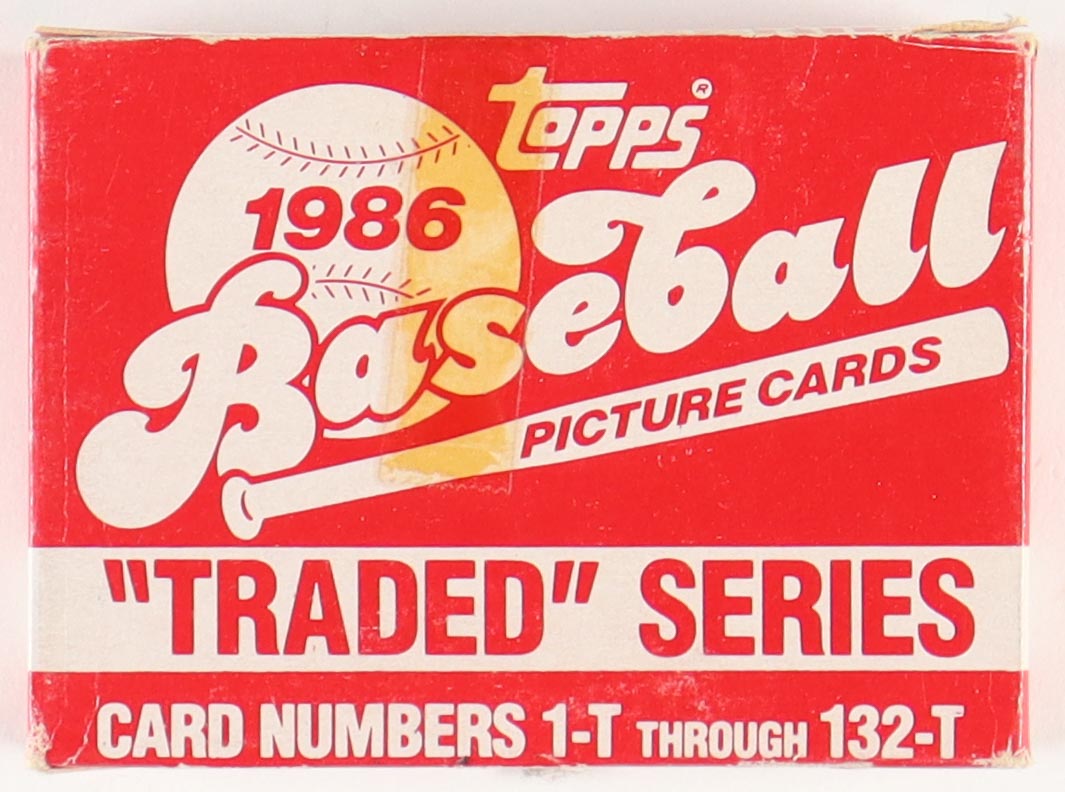 topps®
1986
Baseball
PICTURE CARDS
"TRADED" SERIES
CARD NUMBERS 1-T THROUGH 132-T